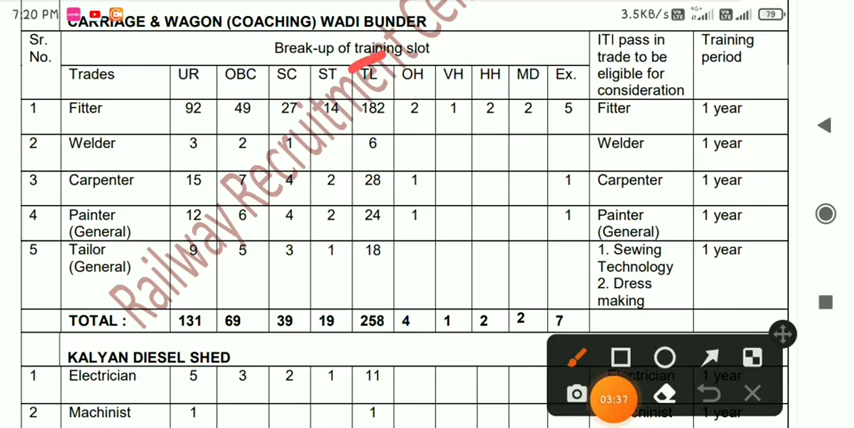 7:20 PM 3.5KB/s 79
CARRIAGE & WAGON (COACHING) WADI BUNDER
Sr. No. Break-up of training slot ITI pass in trade to be eligible for consideration Training period
Trades UR OBC SC ST TL OH VH HH MD Ex.
1 Fitter 92 49 27 14 182 2 1 2 2 5 Fitter 1 year
2 Welder 3 2 1 6 Welder 1 year
3 Carpenter 15 7 4 2 28 1 1 Carpenter 1 year
4 Painter (General) 12 6 4 2 24 1 1 Painter (General) 1 year
5 Tailor (General) 9 5 3 1 18 1. Sewing Technology 2. Dress making 1 year
TOTAL : 131 69 39 19 258 4 1 2 2 7
KALYAN DIESEL SHED
1 Electrician 5 3 2 1 11 Electrician 1 year
2 Machinist 1 1 Machinist 1 year
03:37
Railway Recruitment